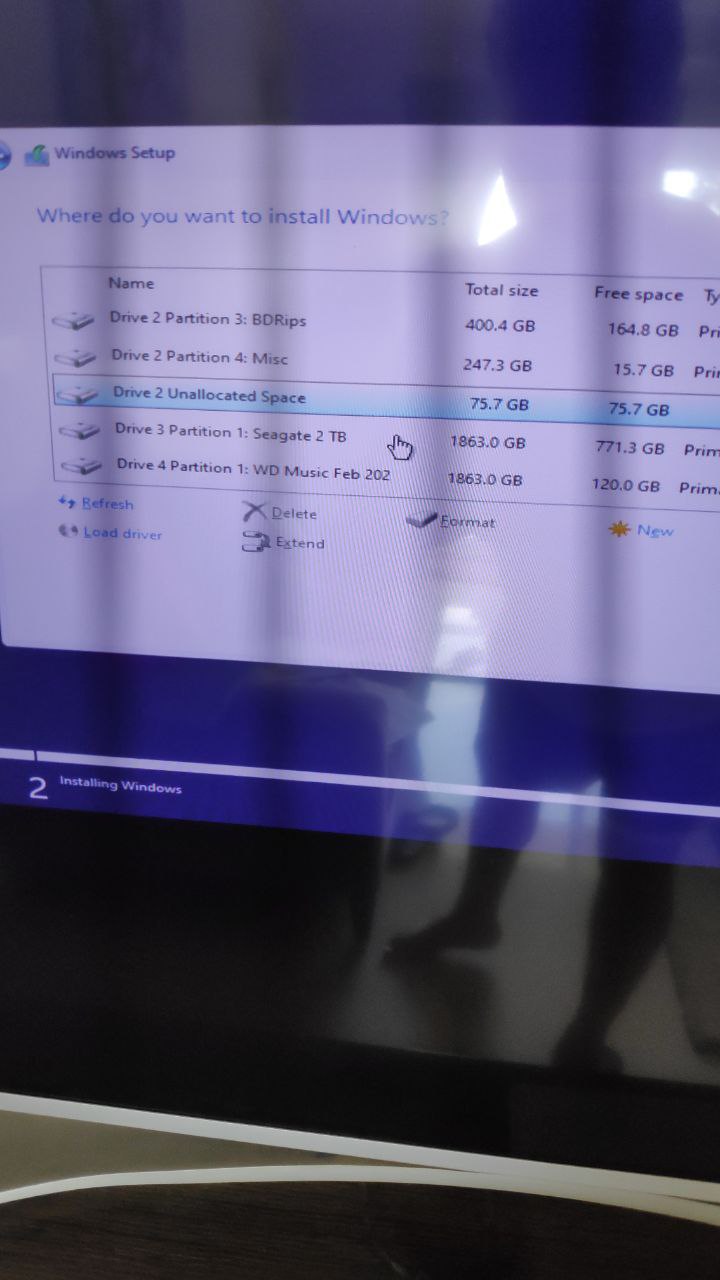 Windows Setup
Where do you want to install Windows?
Name Total size Free space Ty
Drive 2 Partition 3: BDRips 400.4 GB 164.8 GB Pri
Drive 2 Partition 4: Misc 247.3 GB 15.7 GB Prin
Drive 2 Unallocated Space 75.7 GB 75.7 GB
Drive 3 Partition 1: Seagate 2 TB 1863.0 GB 771.3 GB Prim
Drive 4 Partition 1: WD Music Feb 202 1863.0 GB 120.0 GB Prima
Refresh Delete Format New
Load driver Extend
2 Installing Windows